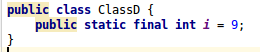 public class ClassD {
    public static final int i = 9;
}